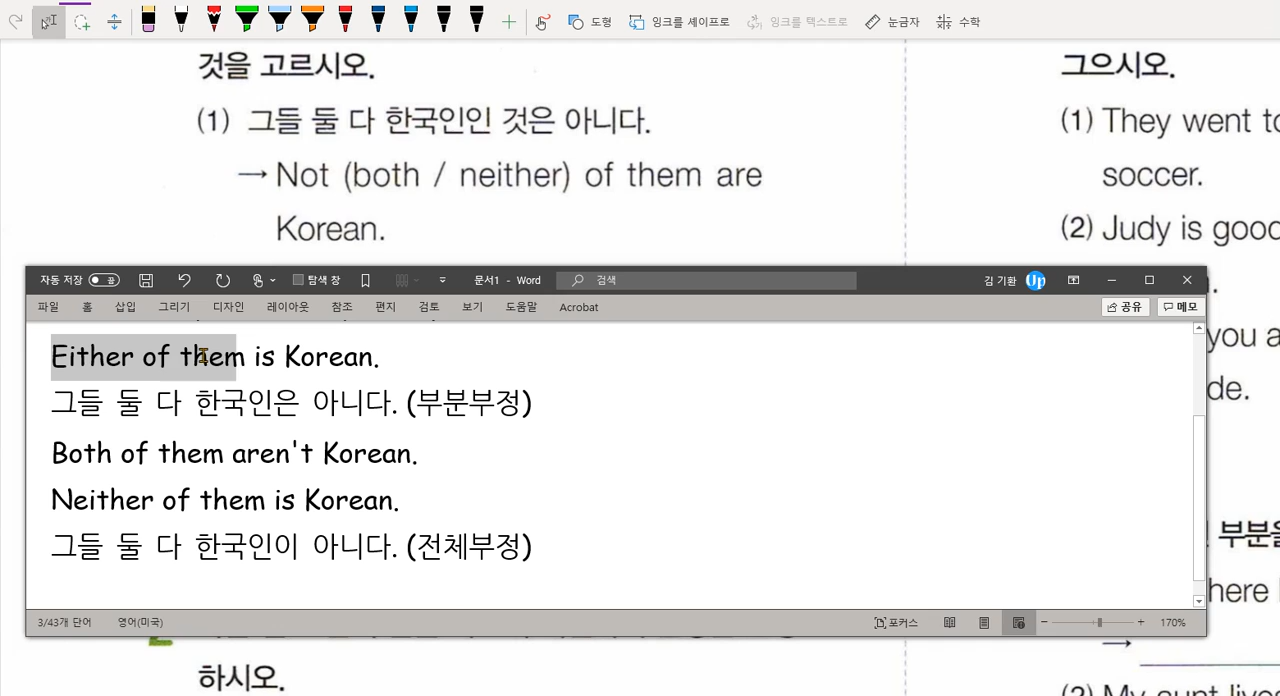 도형
잉크를 셰이프로
잉크를 텍스트로
눈금자
수학
것을 고르시오.
(1) 그들 둘 다 한국인인 것은 아니다.
→ Not (both / neither) of them are
Korean.
그으시오.
(1) They went to
soccer.
(2) Judy is good
자동 저장
끔
탐색 창
문서1 - Word
검색
김 기환
Up
파일
홈
삽입
그리기
디자인
레이아웃
참조
편지
검토
보기
도움말
Acrobat
공유
메모
Either of them is Korean.
그들 둘 다 한국인은 아니다. (부분부정)
Both of them aren't Korean.
Neither of them is Korean.
그들 둘 다 한국인이 아니다. (전체부정)
3/43개 단어
영어(미국)
포커스
170%
you a
de.
부분을
here
→
하시오.
(2) My aunt lives